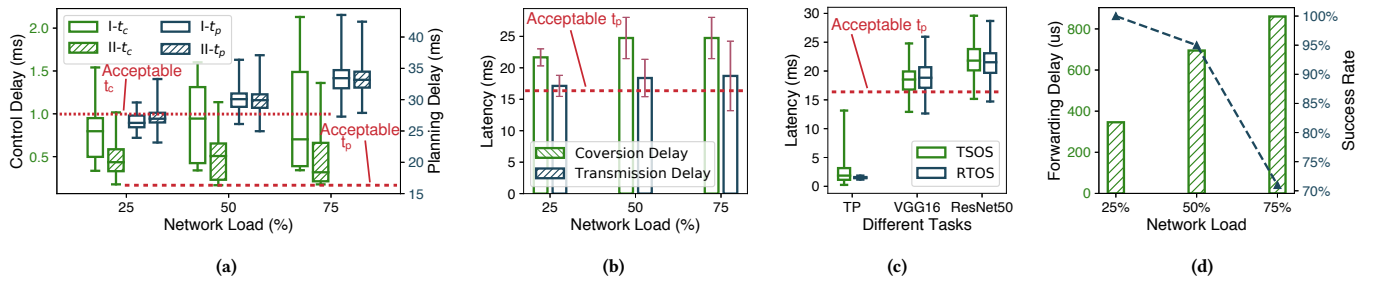 Control Delay (ms)
2.0
1.5
1.0
0.5
I-tc
II-tc
I-tp
II-tp
Acceptable
tc
Acceptable
tp
40
35
30
25
20
15
Planning Delay (ms)
25
50
75
Network Load (%)
(a)
Latency (ms)
25
20
15
10
5
0
Acceptable tp
Coversion Delay
Transmission Delay
25
50
75
Network Load (%)
(b)
Latency (ms)
30
25
20
15
10
5
0
Acceptable tp
TSOS
RTOS
TP
VGG16
ResNet50
Different Tasks
(c)
Forwarding Delay (us)
800
600
400
200
0
100%
95%
90%
85%
80%
75%
70%
Success Rate
25%
50%
75%
Network Load
(d)